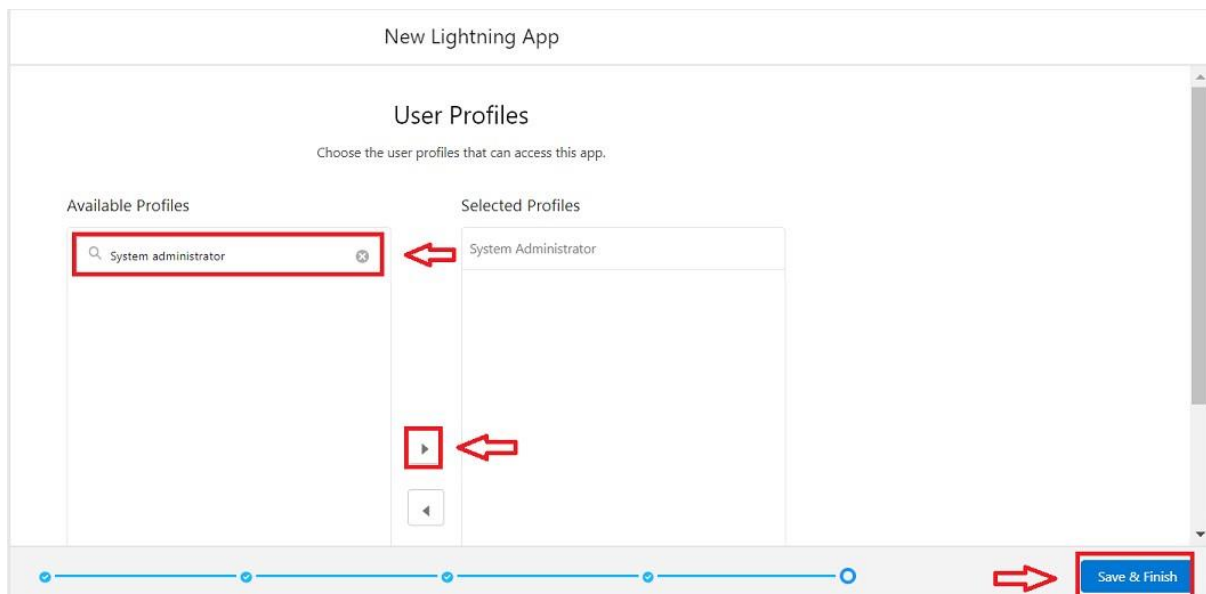 New Lightning App
User Profiles
Choose the user profiles that can access this app.
Available Profiles
Selected Profiles
System administrator
System Administrator
Save & Finish